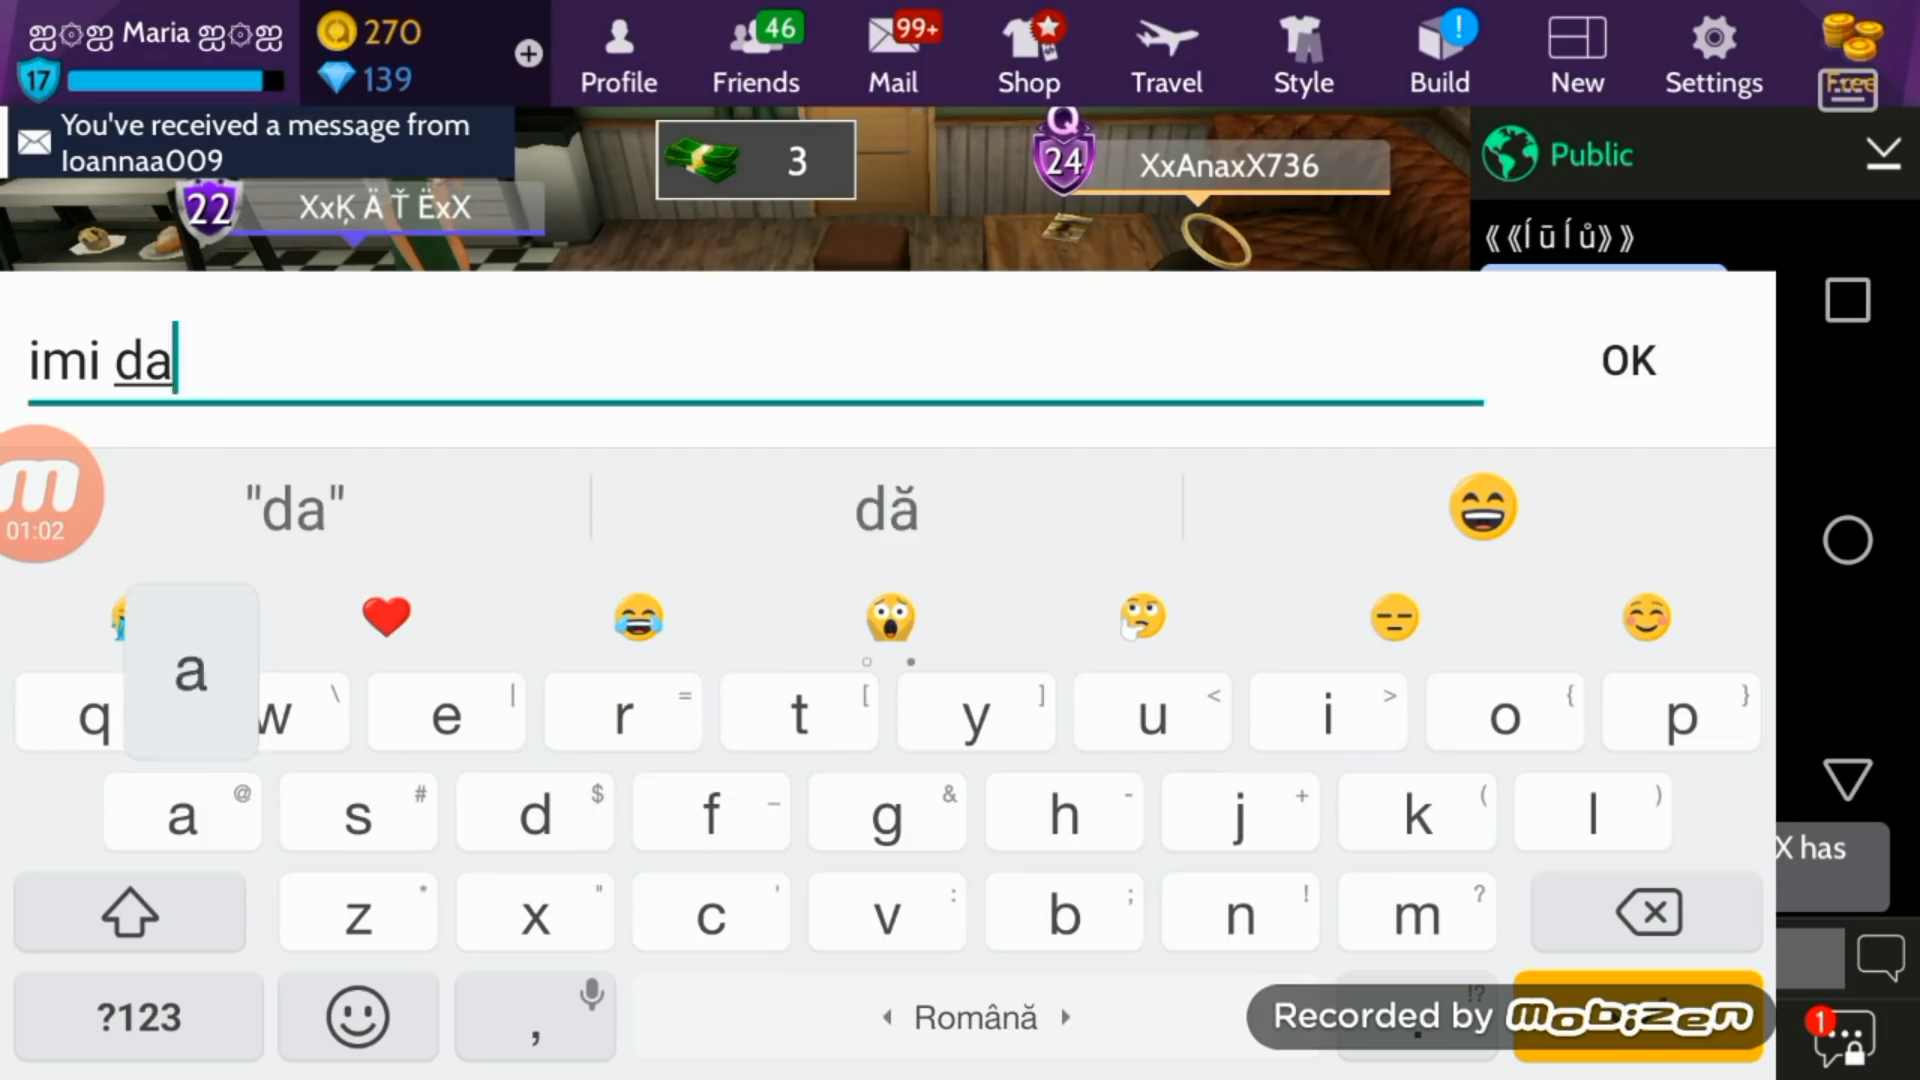 ஐ۞ஐ Maria ஐ۞ஐ
17
270
139
Profile
46
Friends
99+
Mail
Shop
Travel
Style
!
Build
New
Settings
Free
You've received a message from
Ioannaa009
3
Q
24
XxAnaxX736
22
XxĶ Ä Ť ËxX
Public
《《Í ū Í ů》》
imi da
OK
01:02
"da"
dă
a
q
w \
e |
r =
t [
y ]
u <
i >
o {
p }
a @
s #
d $
f _
g &
h -
j +
k (
l )
X has
z *
x "
c '
v :
b ;
n !
m ?
?123
,
Română
!?
.
Recorded by mobizen
1